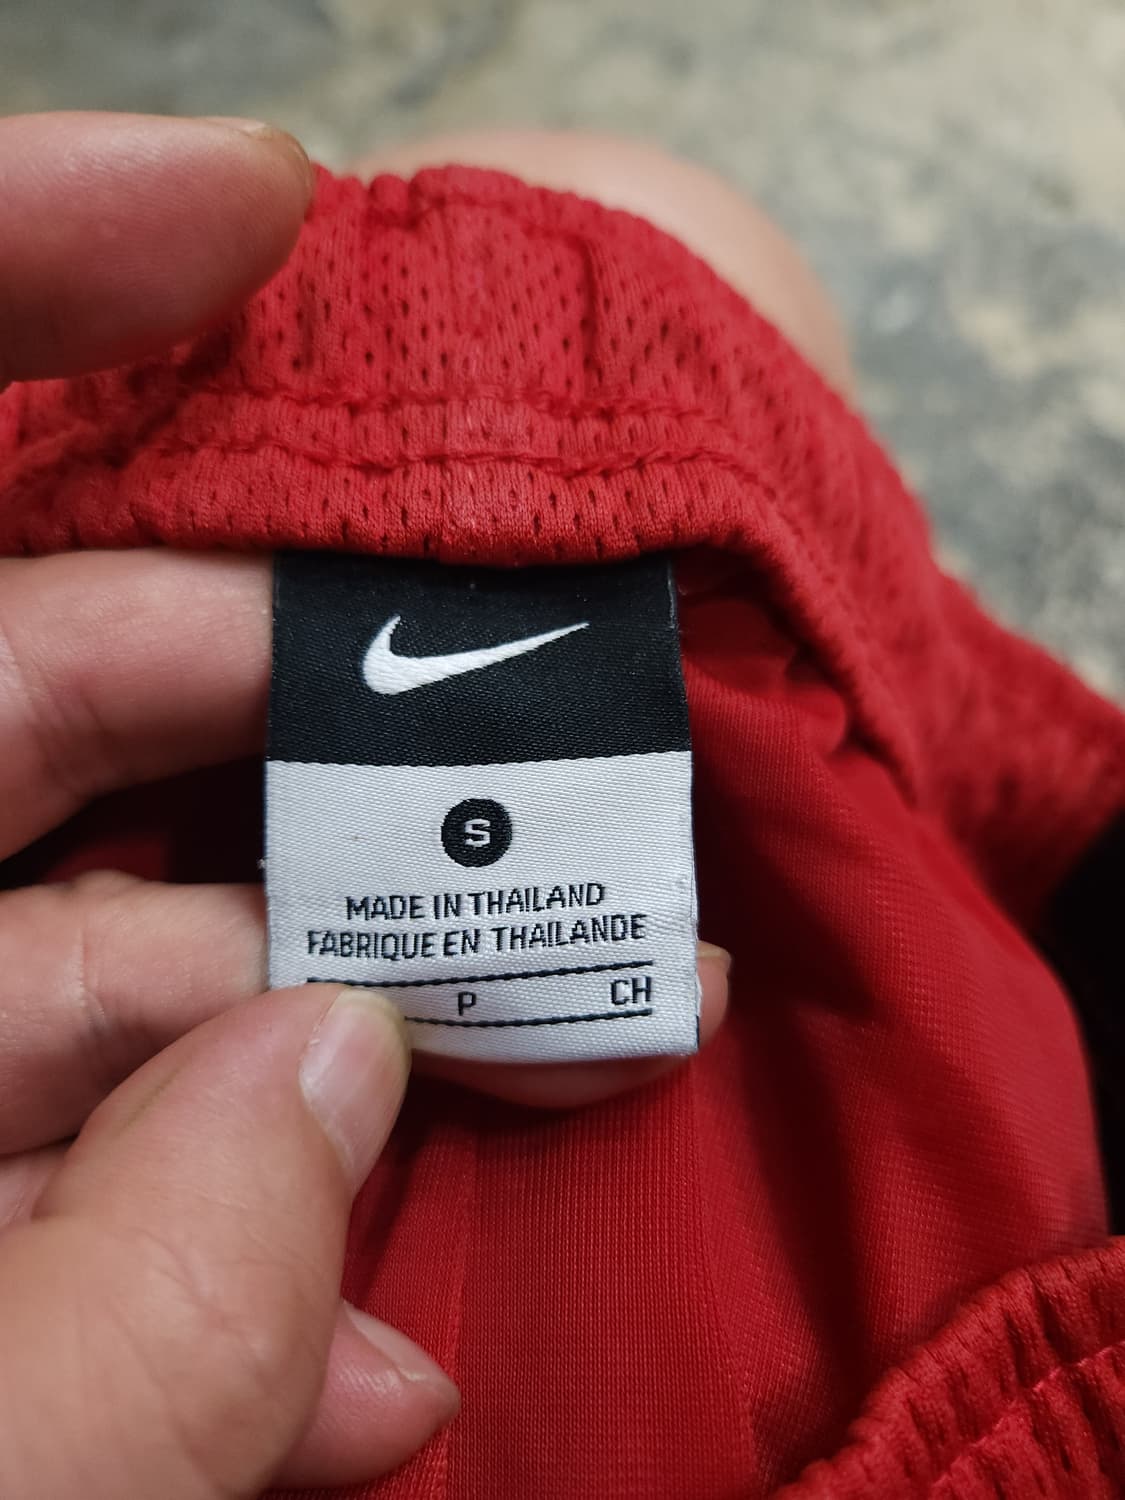 S
MADE IN THAILAND
FABRIQUE EN THAILANDE
P CH